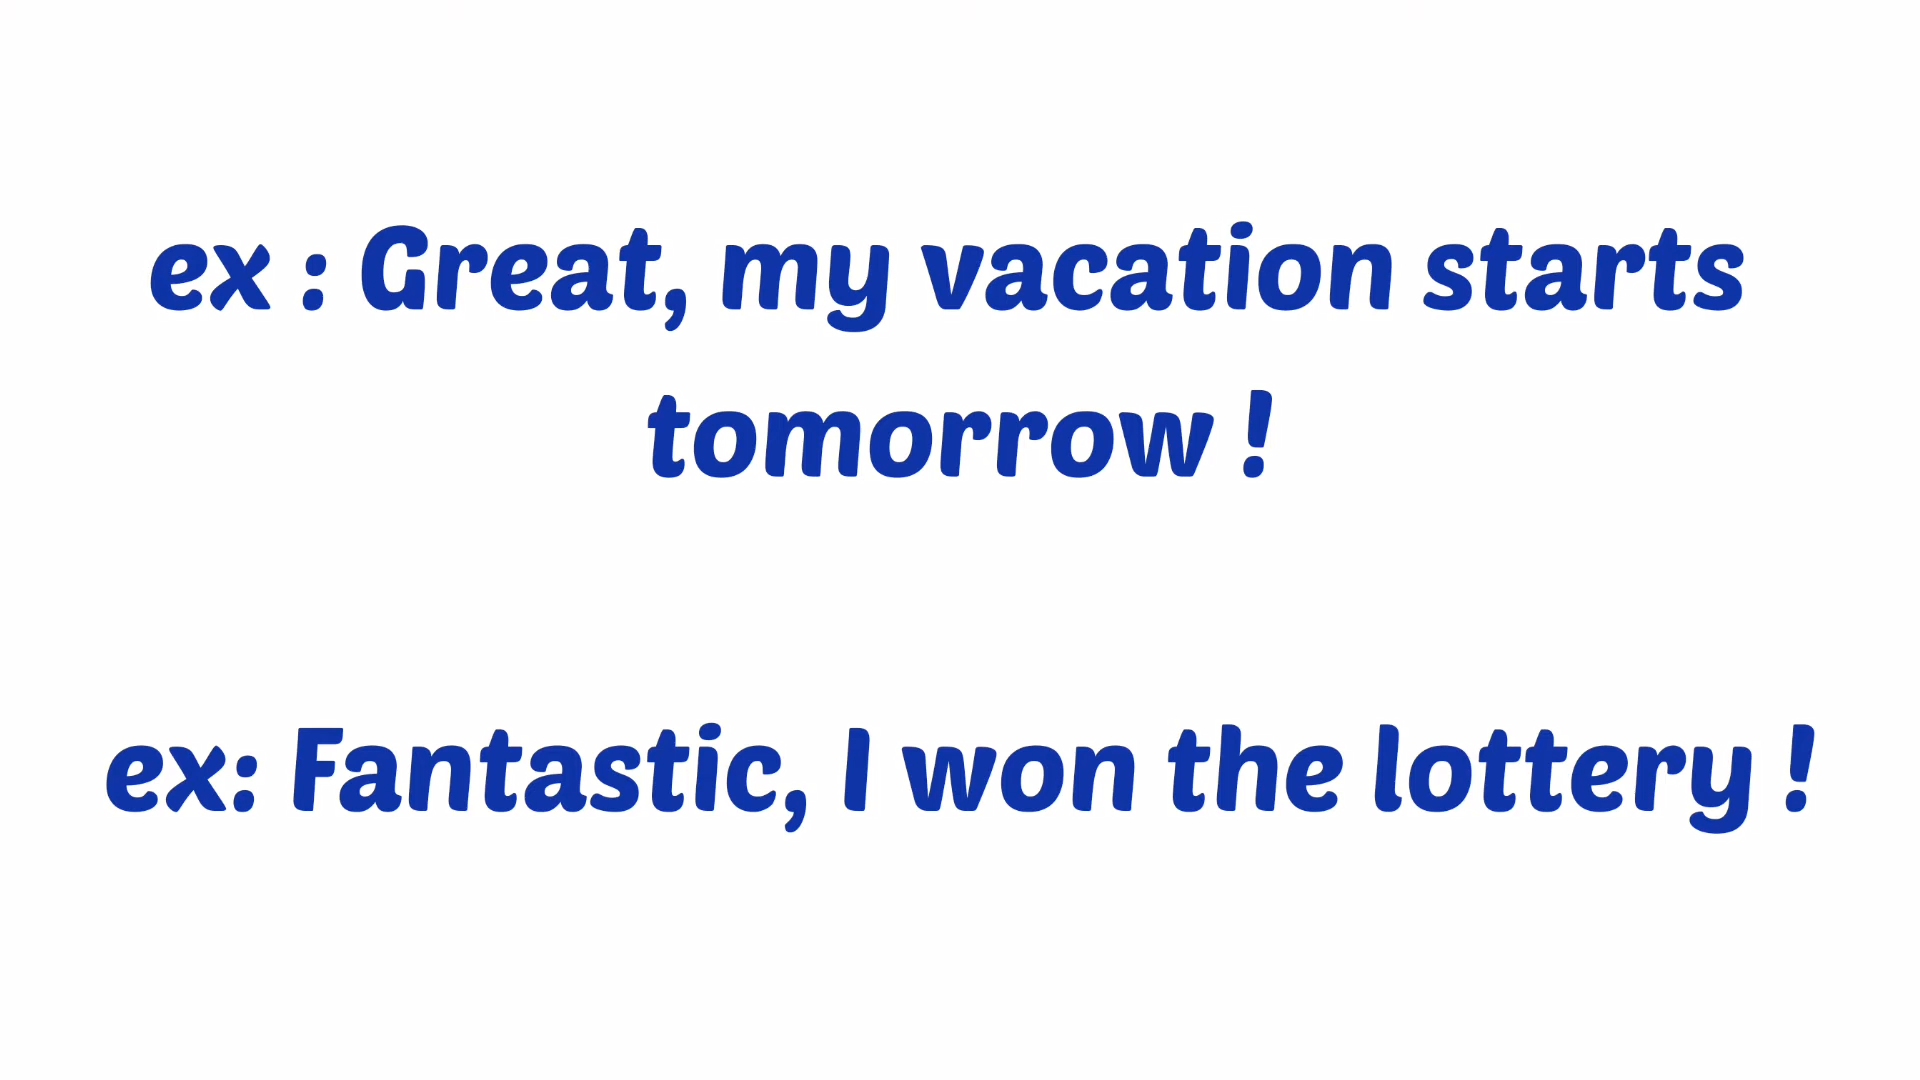 ex : Great, my vacation starts
tomorrow !
ex: Fantastic, I won the lottery !